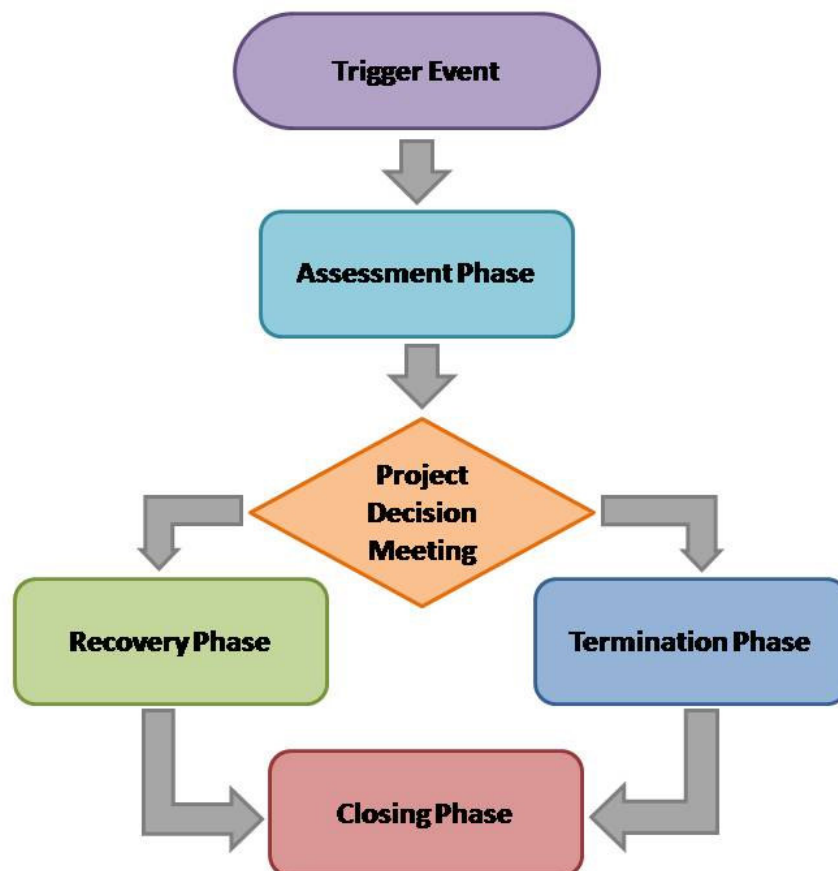 Trigger Event
Assessment Phase
Project
Decision
Meeting
Recovery Phase
Termination Phase
Closing Phase